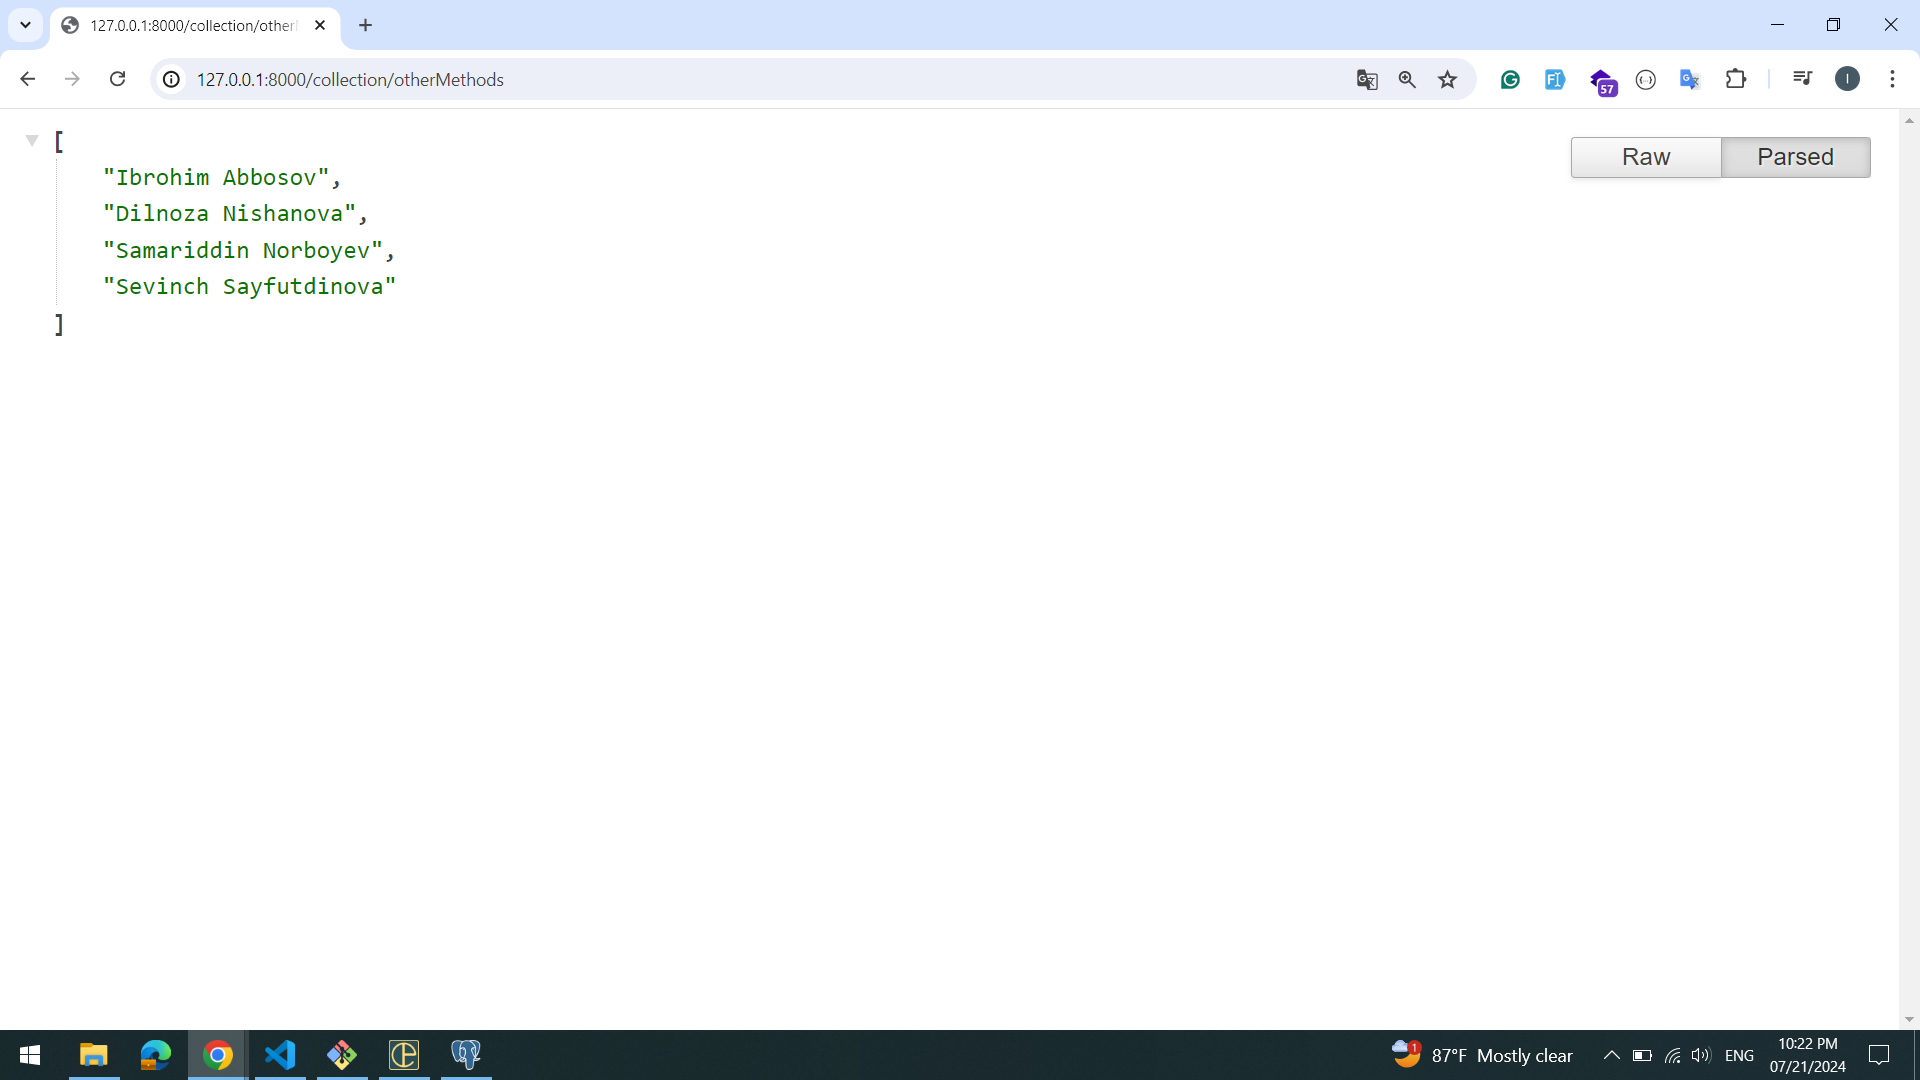 127.0.0.1:8000/collection/other
127.0.0.1:8000/collection/otherMethods
57
I
[
"Ibrohim Abbosov",
"Dilnoza Nishanova",
"Samariddin Norboyev",
"Sevinch Sayfutdinova"
]
Raw
Parsed
1
87°F Mostly clear
ENG
10:22 PM
07/21/2024